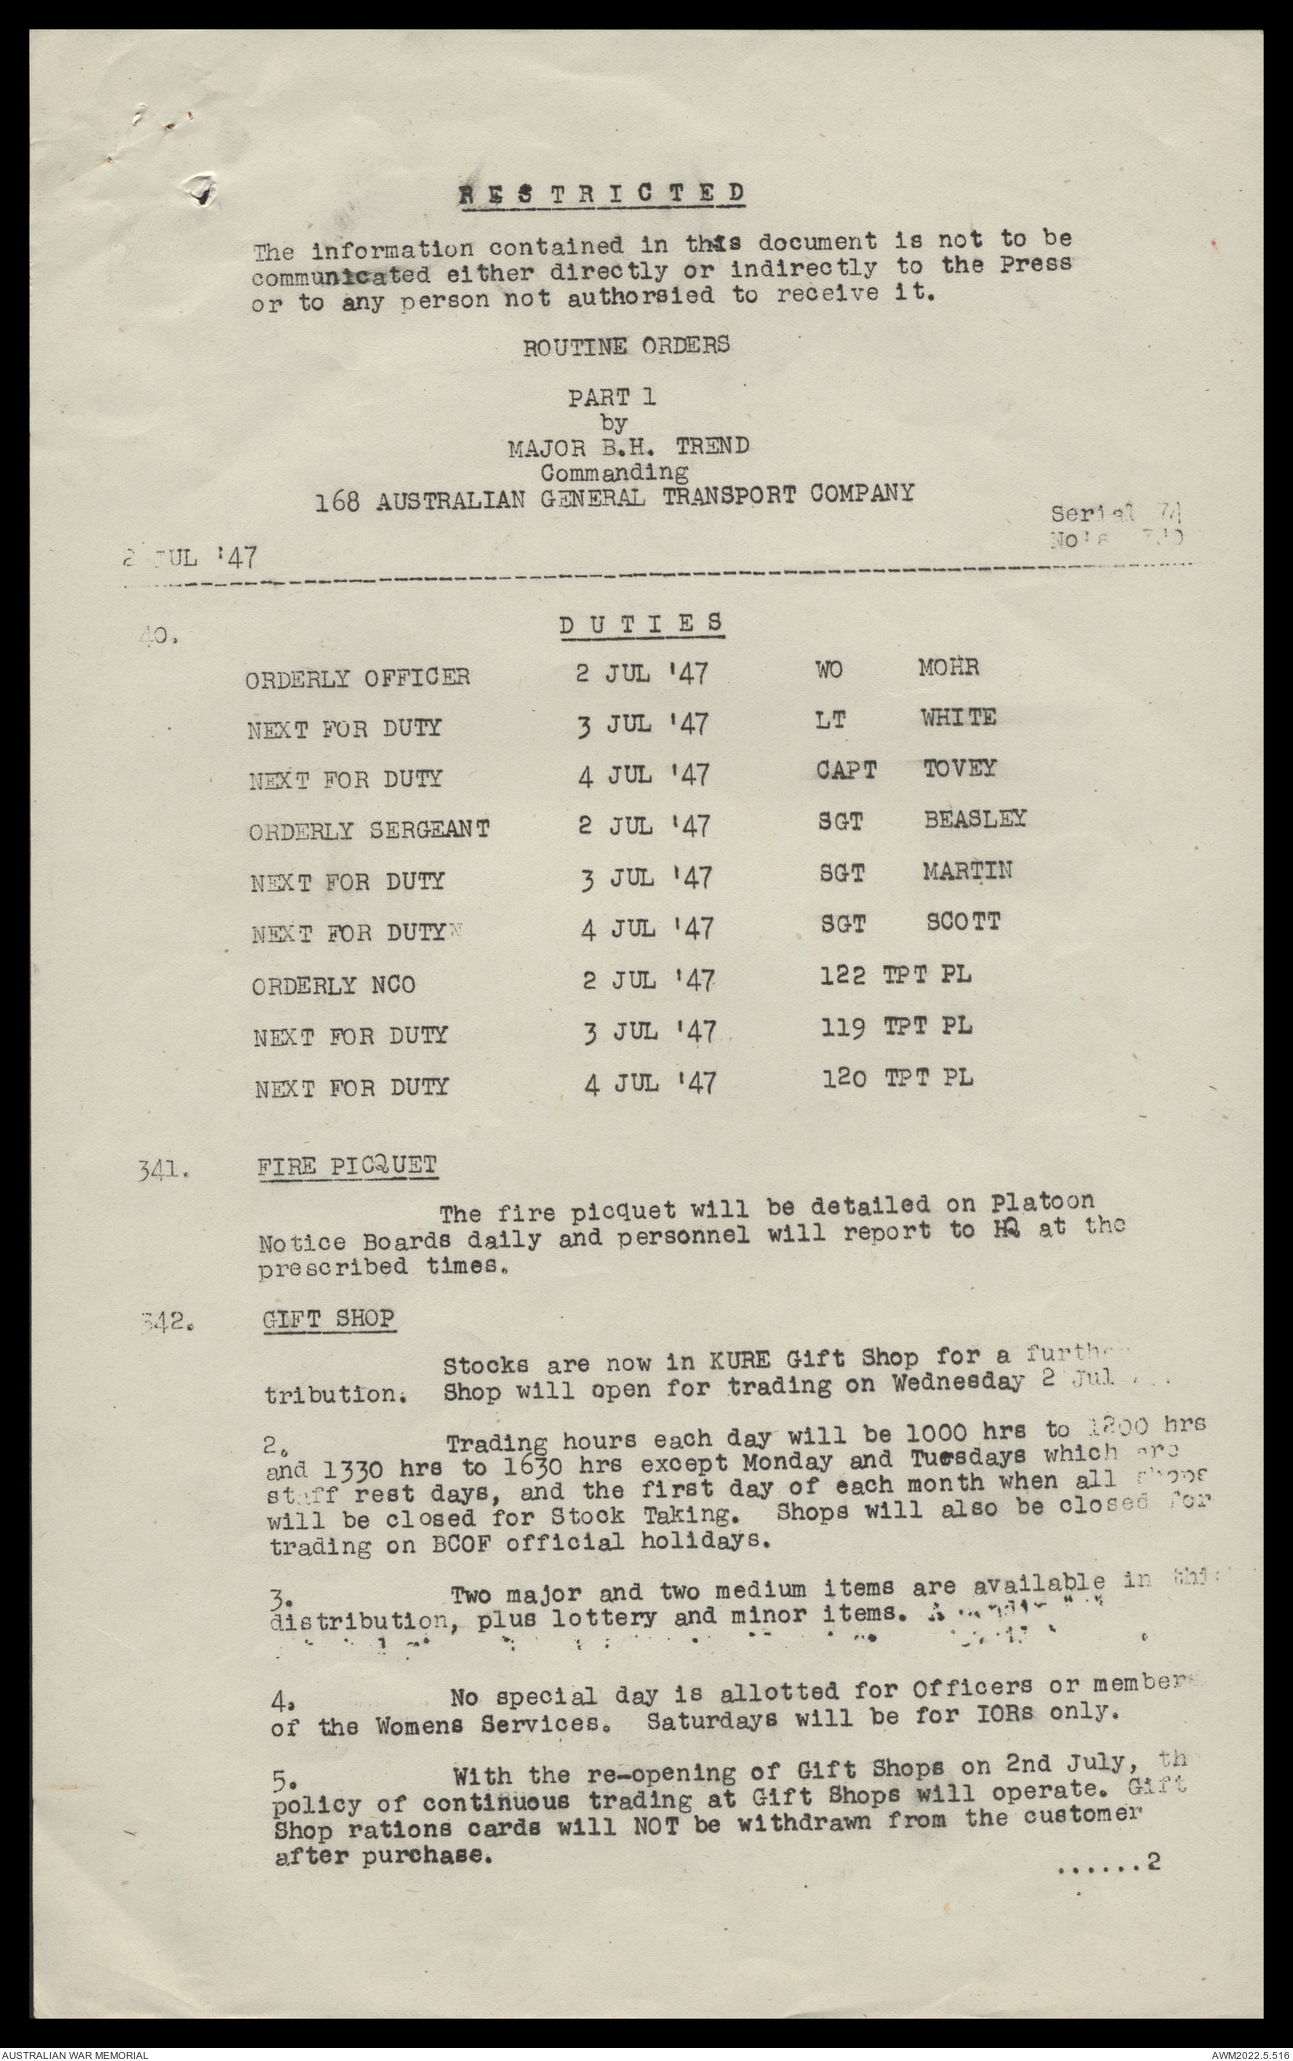 RESTRICTED
The information contained in this document is not to be
communicated either directly or indirectly to the Press
or to any person not authorsied to receive it.
ROUTINE ORDERS
PART 1
by
MAJOR B.H. TREND
Commanding
168 AUSTRALIAN GENERAL TRANSPORT COMPANY
Serial 74
No's
2 JUL '47
40. DUTIES
ORDERLY OFFICER 2 JUL '47 WO MOHR
NEXT FOR DUTY 3 JUL '47 LT WHITE
NEXT FOR DUTY 4 JUL '47 CAPT TOVEY
ORDERLY SERGEANT 2 JUL '47 SGT BEASLEY
NEXT FOR DUTY 3 JUL '47 SGT MARTIN
NEXT FOR DUTY 4 JUL '47 SGT SCOTT
ORDERLY NCO 2 JUL '47 122 TPT PL
NEXT FOR DUTY 3 JUL '47 119 TPT PL
NEXT FOR DUTY 4 JUL '47 120 TPT PL
341. FIRE PICQUET
The fire picquet will be detailed on Platoon
Notice Boards daily and personnel will report to HQ at the
prescribed times.
342. GIFT SHOP
Stocks are now in KURE Gift Shop for a further
tribution. Shop will open for trading on Wednesday 2 Jul
2. Trading hours each day will be 1000 hrs to 1200 hrs
and 1330 hrs to 1630 hrs except Monday and Tuesdays which are
staff rest days, and the first day of each month when all shops
will be closed for Stock Taking. Shops will also be closed for
trading on BCOF official holidays.
3. Two major and two medium items are available in this
distribution, plus lottery and minor items.
4. No special day is allotted for Officers or members
of the Womens Services. Saturdays will be for IORs only.
5. With the re-opening of Gift Shops on 2nd July, th
policy of continuous trading at Gift Shops will operate. Gift
Shop rations cards will NOT be withdrawn from the customer
after purchase.
......2
AUSTRALIAN WAR MEMORIAL
AWM2022.5.516